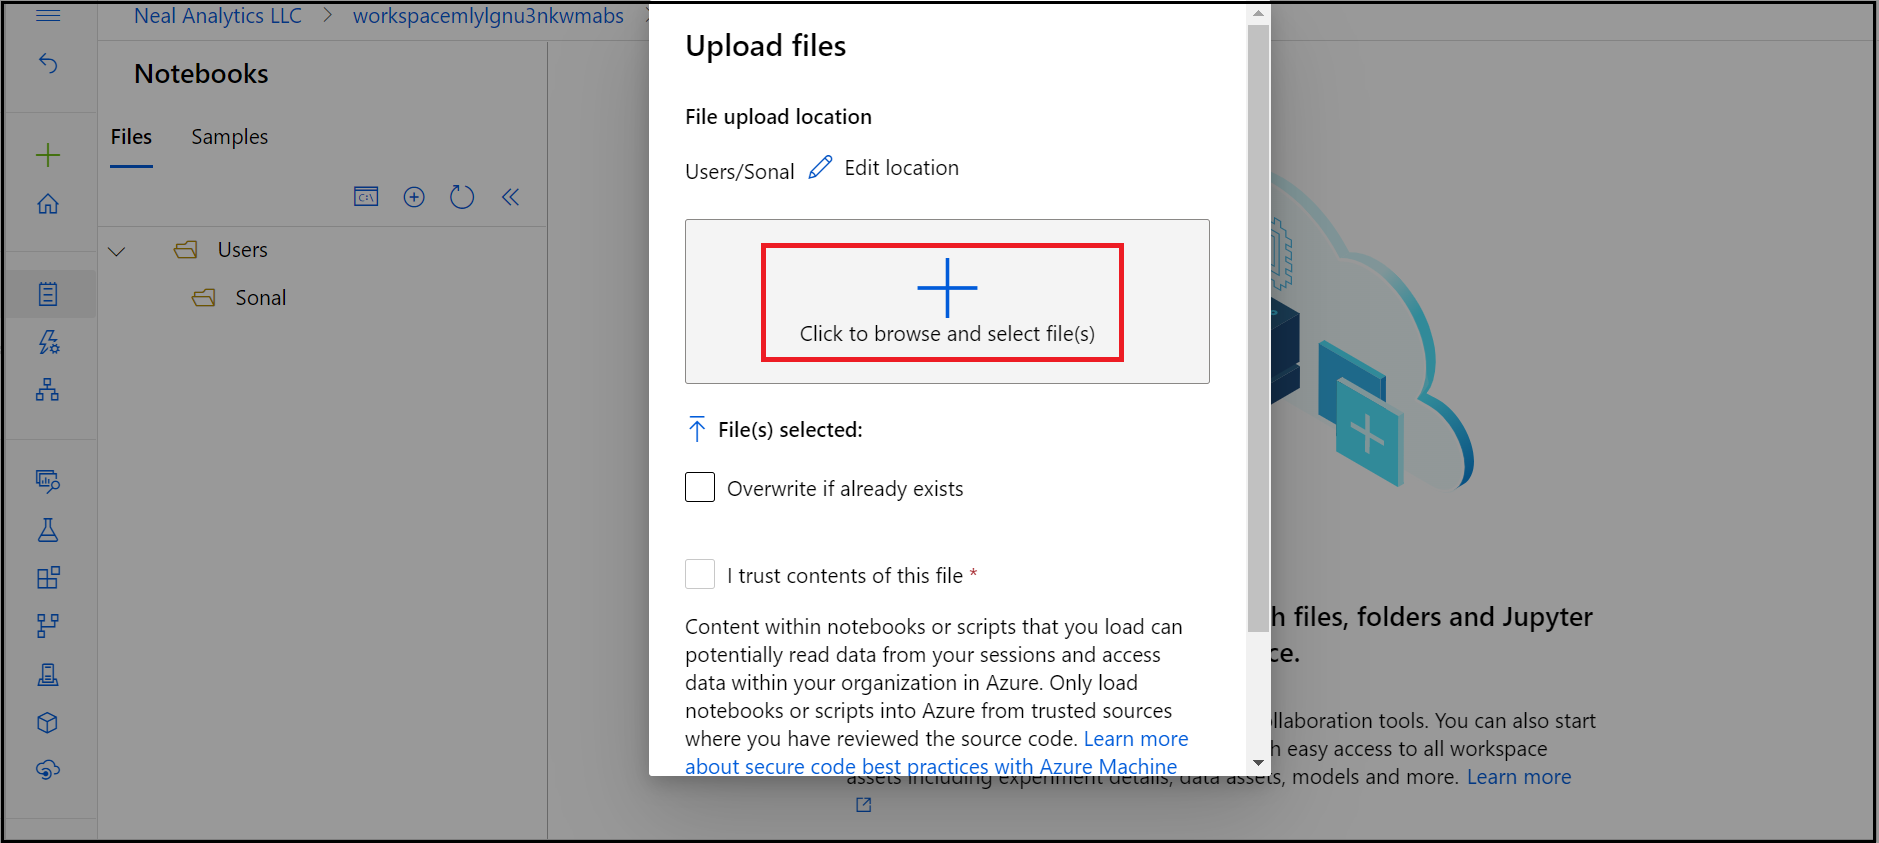 Neal Analytics LLC > workspacemlylgnu3nkwmabs >
Notebooks
Files Samples
C:\
Users
Sonal
Upload files
File upload location
Users/Sonal Edit location
Click to browse and select file(s)
File(s) selected:
Overwrite if already exists
I trust contents of this file *
Content within notebooks or scripts that you load can
potentially read data from your sessions and access
data within your organization in Azure. Only load
notebooks or scripts into Azure from trusted sources
where you have reviewed the source code. Learn more
about secure code best practices with Azure Machine
files, folders and Jupyter
ce.
llaboration tools. You can also start
h easy access to all workspace
assets including experiment details, data assets, models and more. Learn more